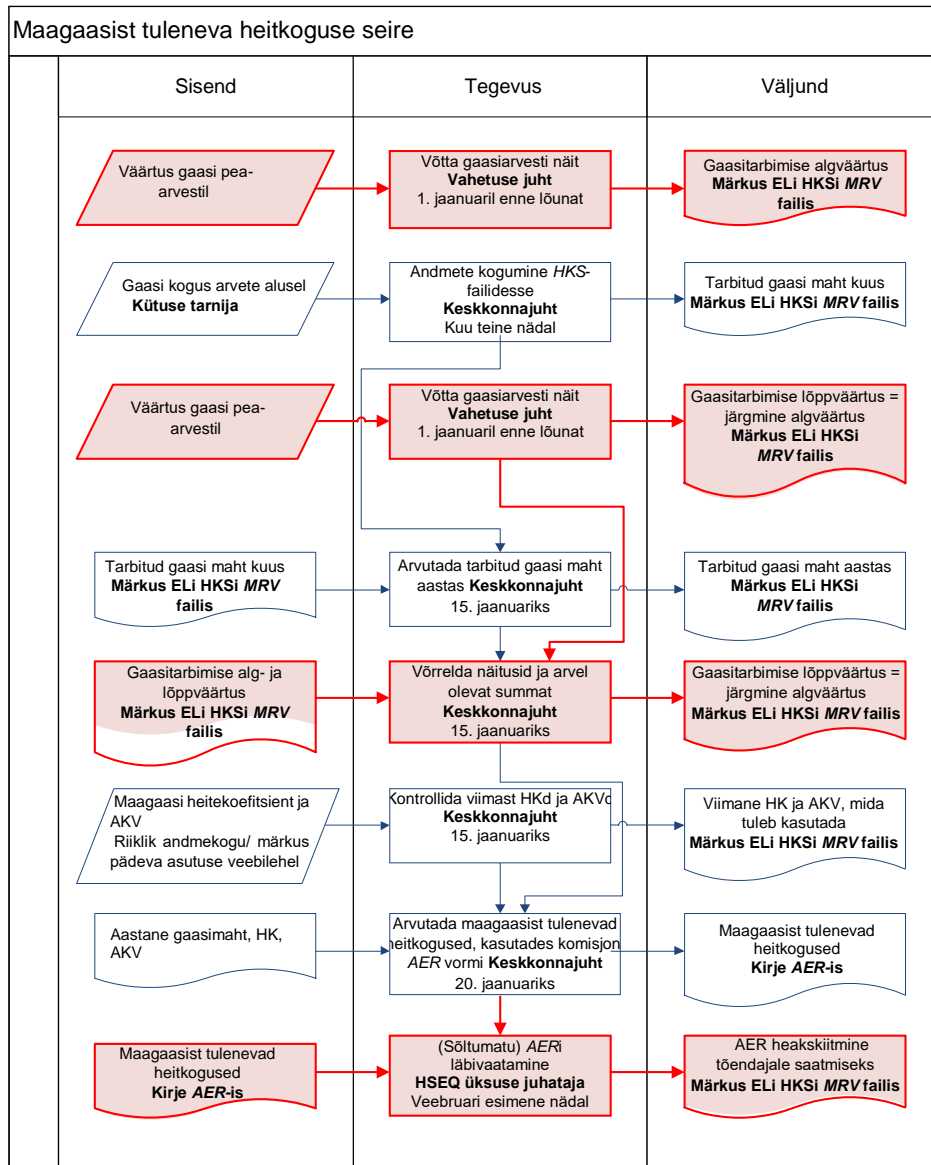 Maagaasist tuleneva heitkoguse seire
Sisend
Tegevus
Väljund
Väärtus gaasi pea-
arvestil
Võtta gaasiarvesti näit
Vahetuse juht
1. jaanuaril enne lõunat
Gaasitarbimise algväärtus
Märkus ELi HKSi MRV
failis
Gaasi kogus arvete alusel
Kütuse tarnija
Andmete kogumine HKS-
failidesse
Keskkonnajuht
Kuu teine nädal
Tarbitud gaasi maht kuus
Märkus ELi HKSi MRV failis
Väärtus gaasi pea-
arvestil
Võtta gaasiarvesti näit
Vahetuse juht
1. jaanuaril enne lõunat
Gaasitarbimise lõppväärtus =
järgmine algväärtus
Märkus ELi HKSi
MRV failis
Tarbitud gaasi maht kuus
Märkus ELi HKSi MRV
failis
Arvutada tarbitud gaasi maht
aastas Keskkonnajuht
15. jaanuariks
Tarbitud gaasi maht aastas
Märkus ELi HKSi
MRV failis
Gaasitarbimise alg- ja
lõppväärtus
Märkus ELi HKSi MRV
failis
Võrrelda näitusid ja arvel
olevat summat
Keskkonnajuht
15. jaanuariks
Gaasitarbimise lõppväärtus =
järgmine algväärtus
Märkus ELi HKSi MRV failis
Maagaasi heitekoefitsient ja
AKV
Riiklik andmekogu/ märkus
pädeva asutuse veebilehel
Kontrollida viimast HKd ja AKVd
Keskkonnajuht
15. jaanuariks
Viimane HK ja AKV, mida
tuleb kasutada
Märkus ELi HKSi MRV failis
Aastane gaasimaht, HK,
AKV
Arvutada maagaasist tulenevad
heitkogused, kasutades komisjon
AER vormi Keskkonnajuht
20. jaanuariks
Maagaasist tulenevad
heitkogused
Kirje AER-is
Maagaasist tulenevad
heitkogused
Kirje AER-is
(Sõltumatu) AERi
läbivaatamine
HSEQ üksuse juhataja
Veebruari esimene nädal
AER heakskiitmine
tõendajale saatmiseks
Märkus ELi HKSi MRV failis